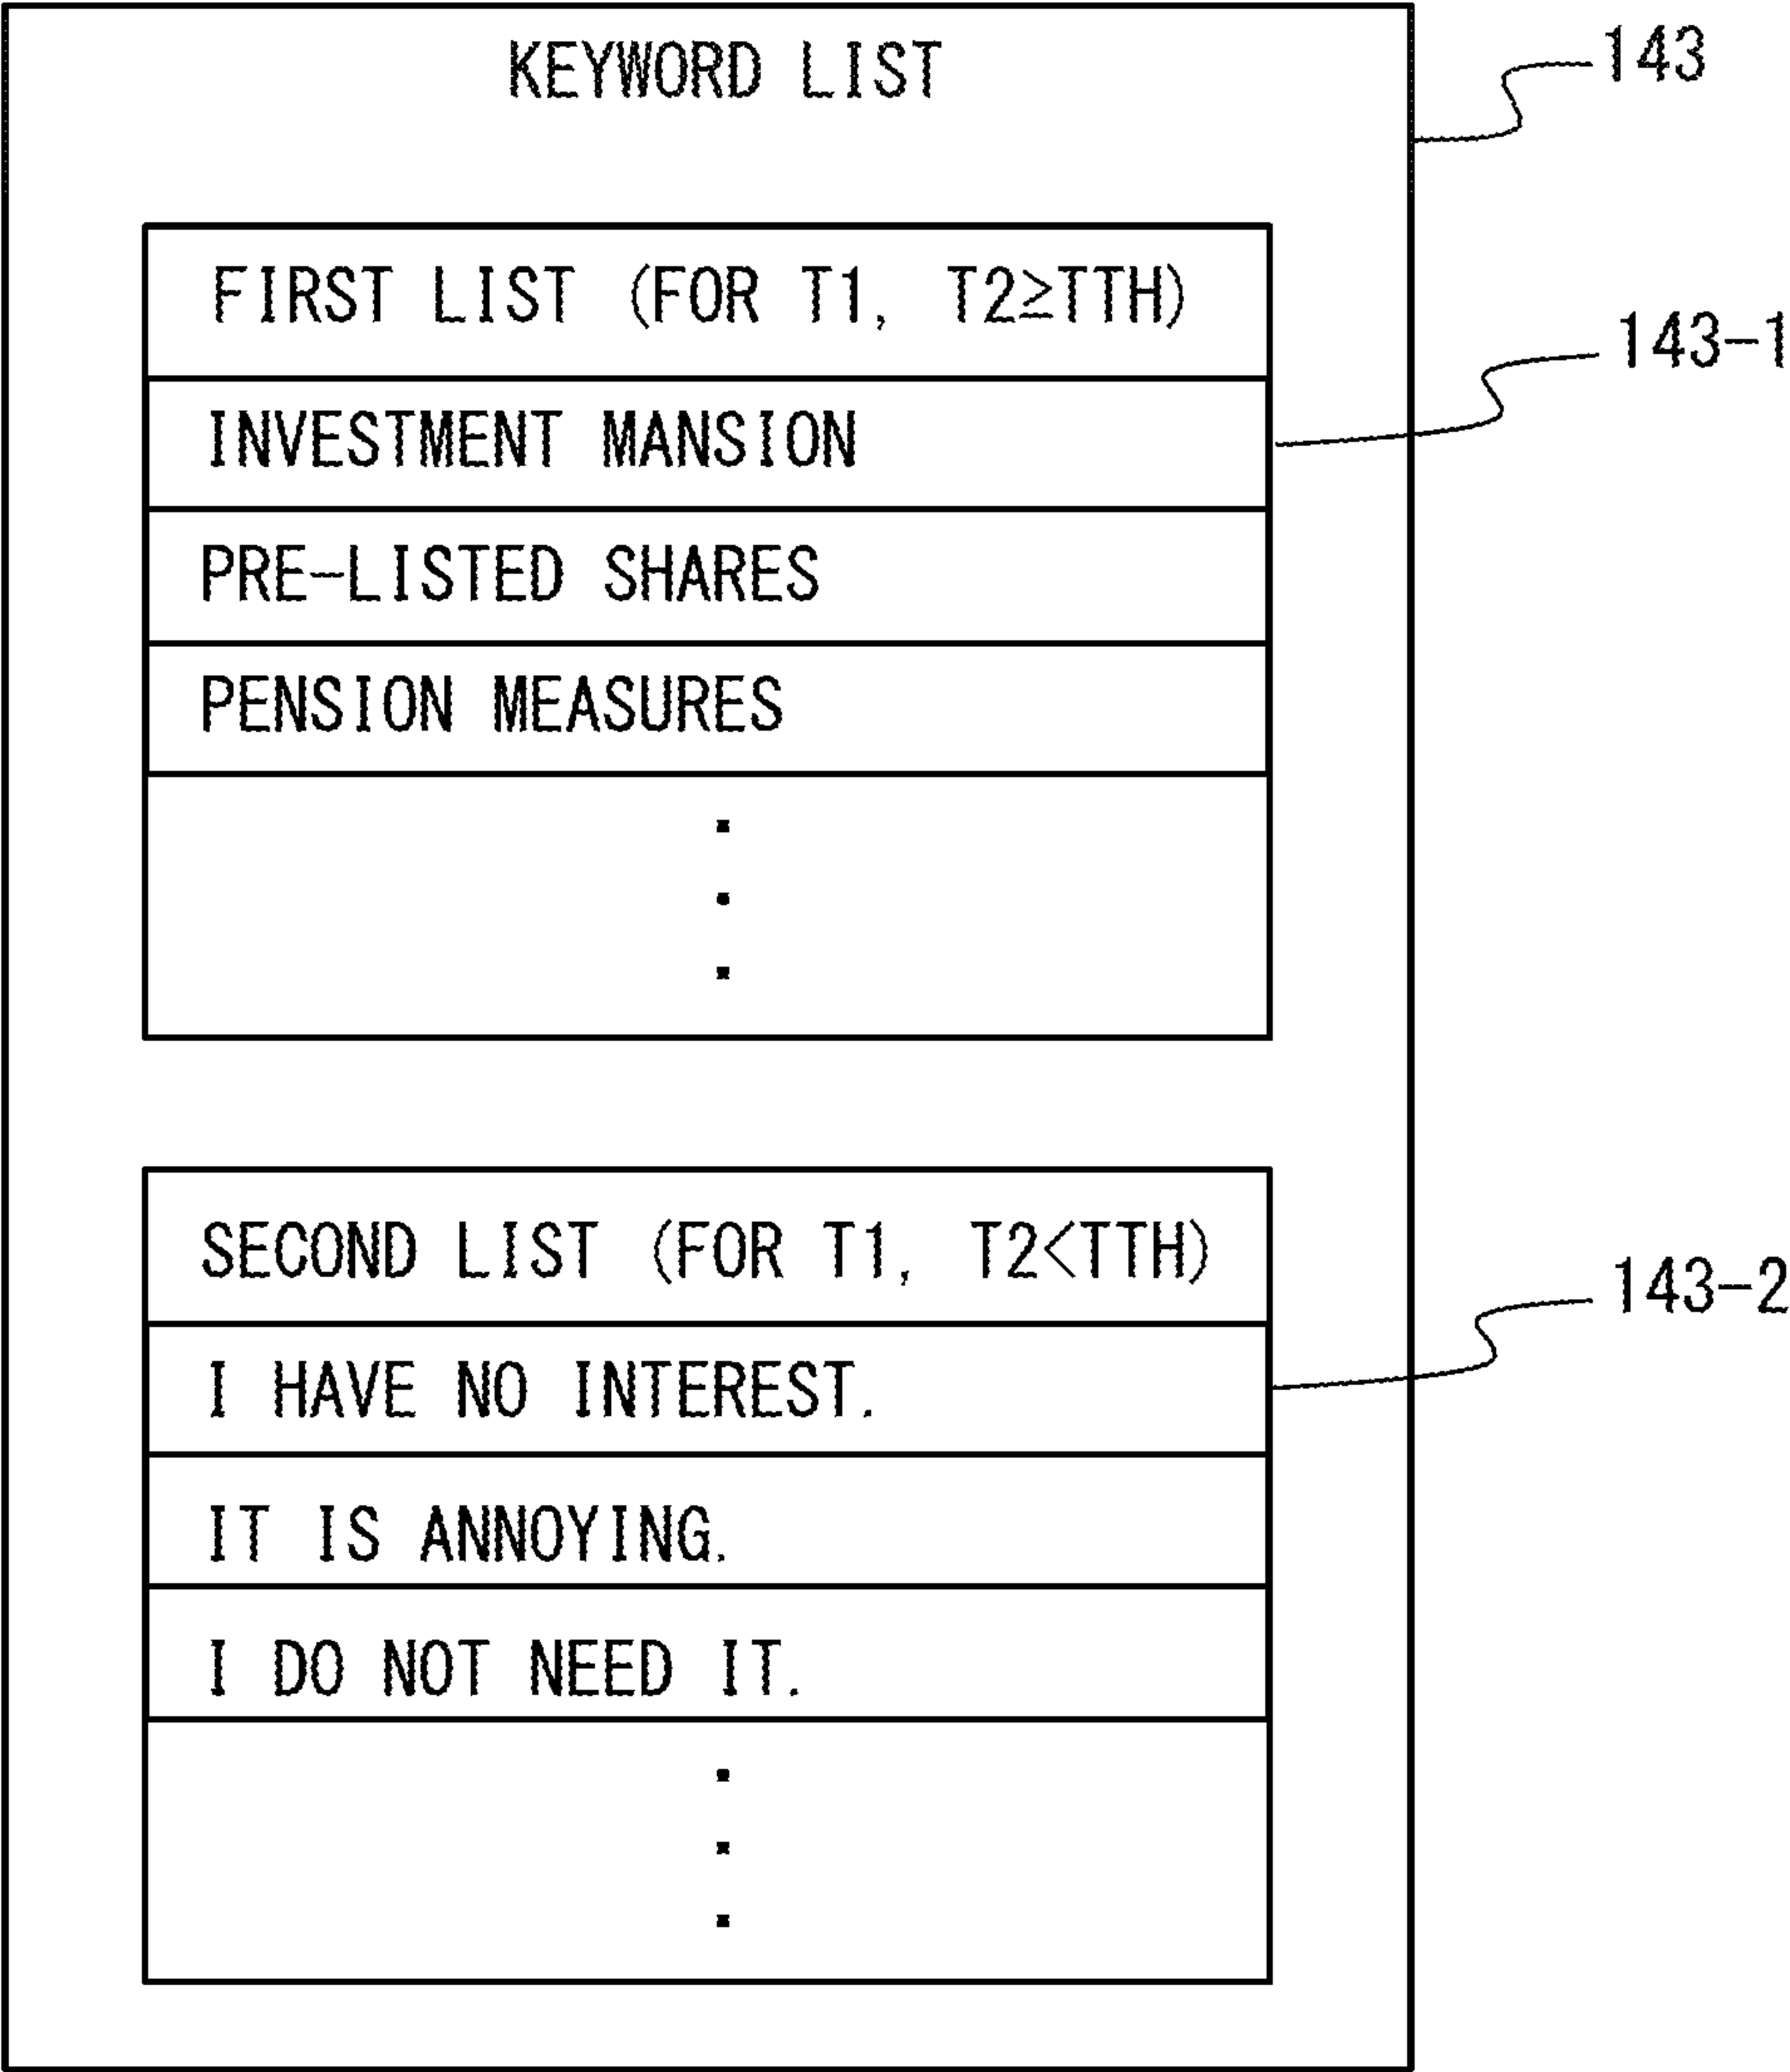 KEYWORD LIST
143
FIRST LIST (FOR T1, T2≥TTH)
143-1
INVESTMENT MANSION
PRE-LISTED SHARES
PENSION MEASURES
SECOND LIST (FOR T1, T2<TTH)
143-2
I HAVE NO INTEREST.
IT IS ANNOYING.
I DO NOT NEED IT.